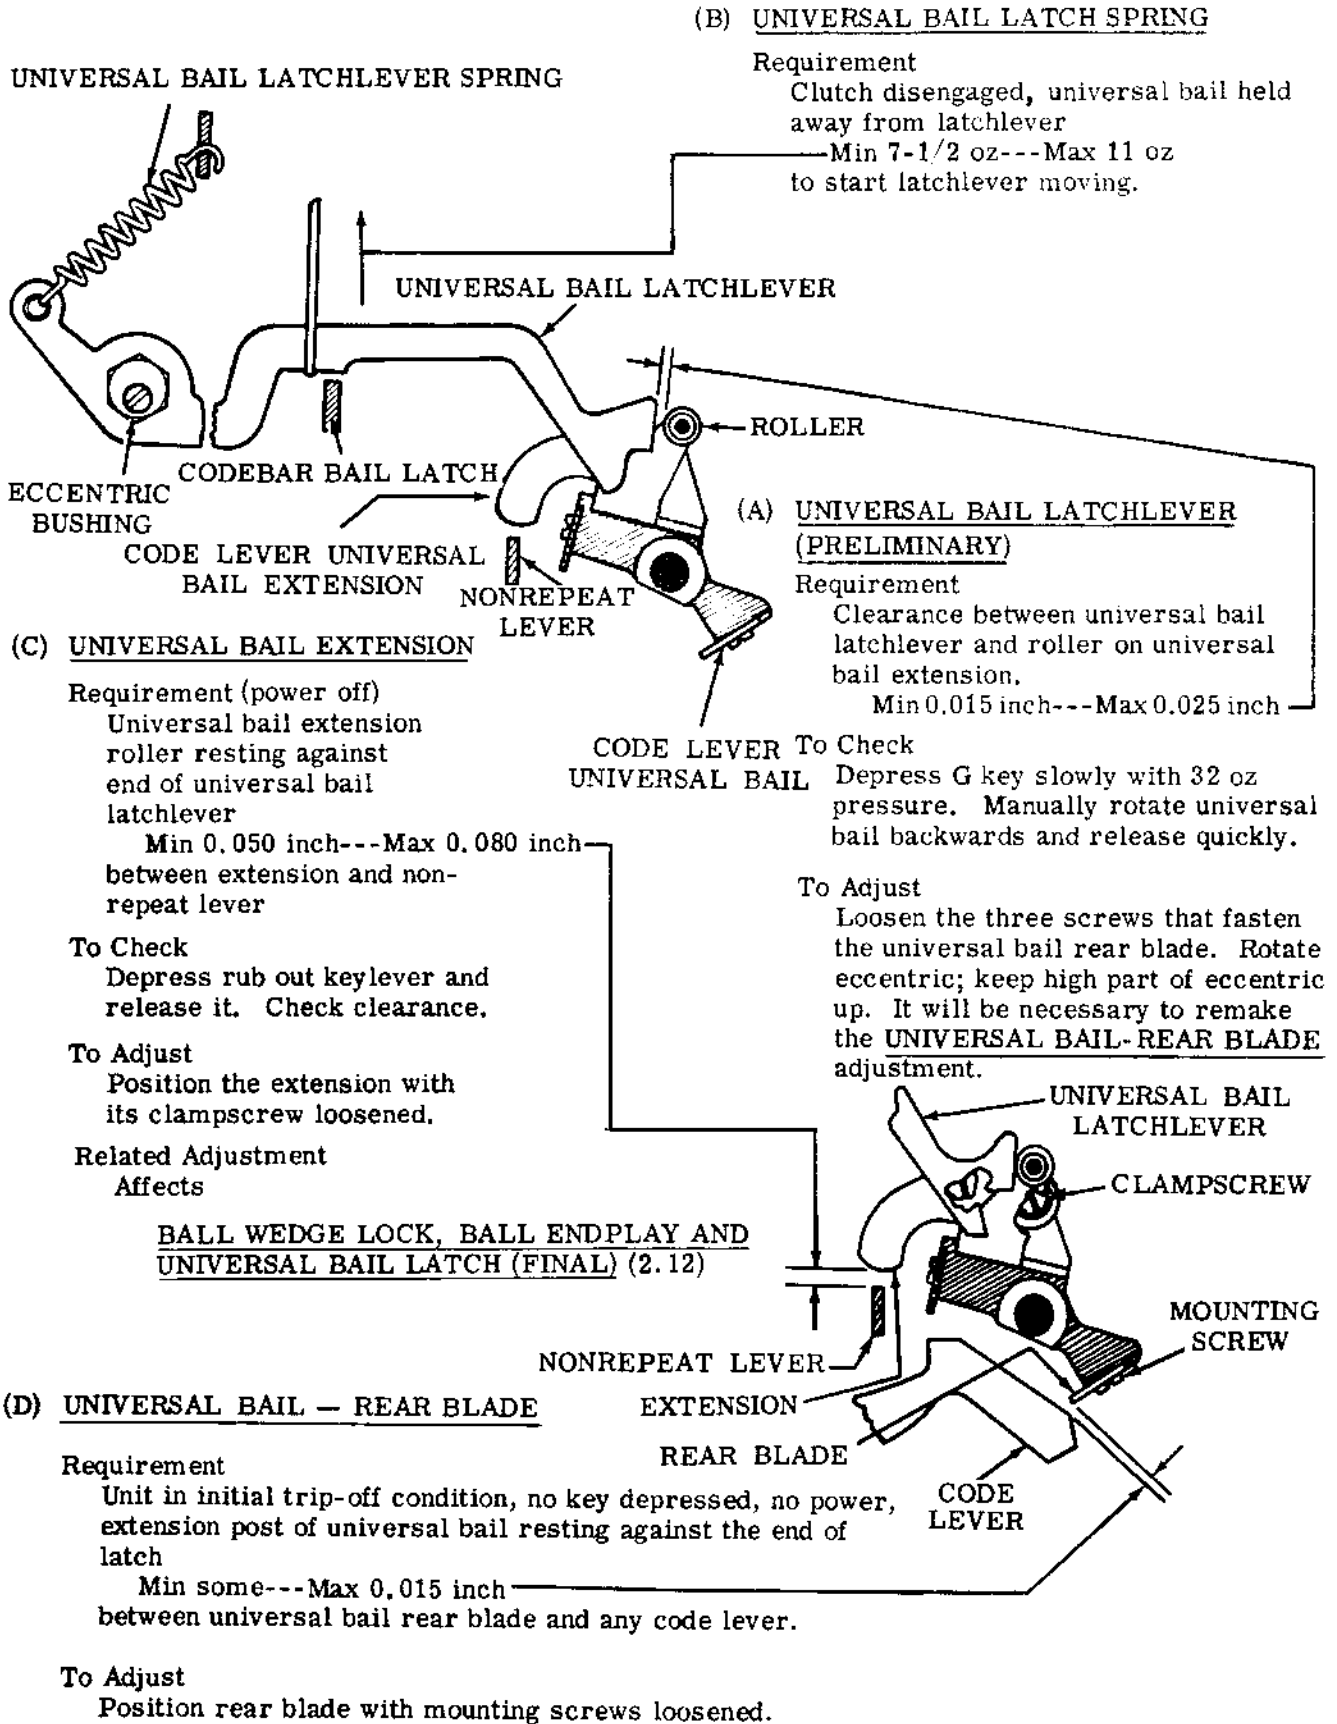 (B) UNIVERSAL BAIL LATCH SPRING
Requirement
Clutch disengaged, universal bail held
away from latchlever
Min 7-1/2 oz---Max 11 oz
to start latchlever moving.
UNIVERSAL BAIL LATCHLEVER SPRING
UNIVERSAL BAIL LATCHLEVER
ROLLER
CODEBAR BAIL LATCH
ECCENTRIC
BUSHING
CODE LEVER UNIVERSAL
BAIL EXTENSION
NONREPEAT
LEVER
(A) UNIVERSAL BAIL LATCHLEVER
(PRELIMINARY)
Requirement
Clearance between universal bail
latchlever and roller on universal
bail extension.
Min 0.015 inch---Max 0.025 inch
CODE LEVER
UNIVERSAL BAIL
To Check
Depress G key slowly with 32 oz
pressure. Manually rotate universal
bail backwards and release quickly.
To Adjust
Loosen the three screws that fasten
the universal bail rear blade. Rotate
eccentric; keep high part of eccentric
up. It will be necessary to remake
the UNIVERSAL BAIL-REAR BLADE
adjustment.
(C) UNIVERSAL BAIL EXTENSION
Requirement (power off)
Universal bail extension
roller resting against
end of universal bail
latchlever
Min 0.050 inch---Max 0.080 inch
between extension and non-
repeat lever
To Check
Depress rub out keylever and
release it. Check clearance.
To Adjust
Position the extension with
its clampscrew loosened.
Related Adjustment
Affects
BALL WEDGE LOCK, BALL ENDPLAY AND
UNIVERSAL BAIL LATCH (FINAL) (2.12)
UNIVERSAL BAIL
LATCHLEVER
CLAMPSCREW
MOUNTING
SCREW
NONREPEAT LEVER
EXTENSION
REAR BLADE
CODE
LEVER
(D) UNIVERSAL BAIL — REAR BLADE
Requirement
Unit in initial trip-off condition, no key depressed, no power,
extension post of universal bail resting against the end of
latch
Min some---Max 0.015 inch
between universal bail rear blade and any code lever.
To Adjust
Position rear blade with mounting screws loosened.